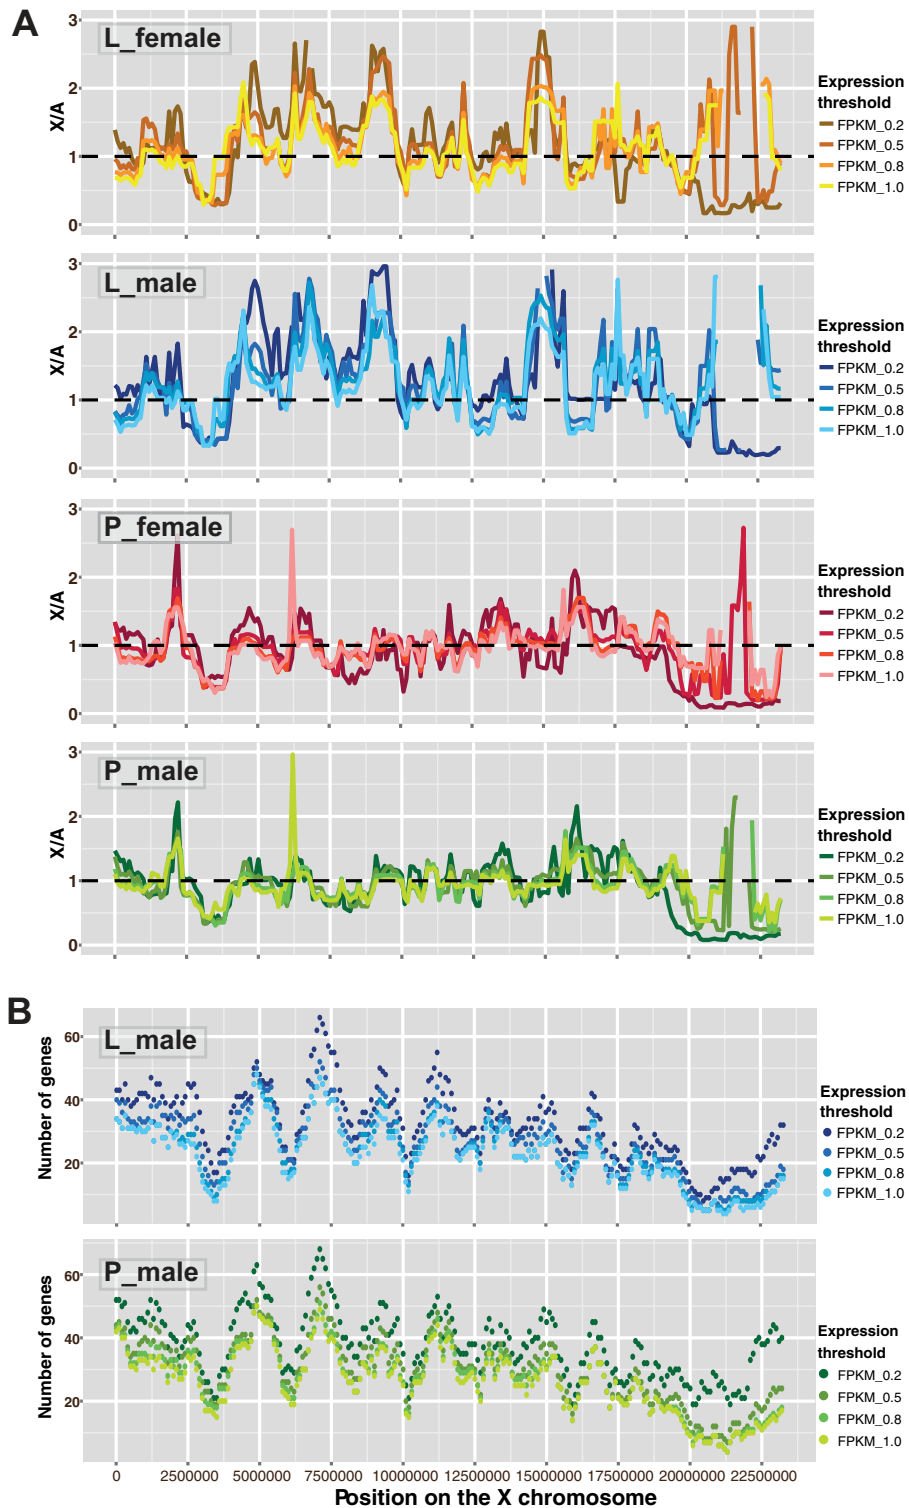 A
L_female
3
2
1
0
X/A
Expression
threshold
FPKM_0.2
FPKM_0.5
FPKM_0.8
FPKM_1.0
L_male
3
2
1
0
X/A
Expression
threshold
FPKM_0.2
FPKM_0.5
FPKM_0.8
FPKM_1.0
P_female
3
2
1
0
X/A
Expression
threshold
FPKM_0.2
FPKM_0.5
FPKM_0.8
FPKM_1.0
P_male
3
2
1
0
X/A
Expression
threshold
FPKM_0.2
FPKM_0.5
FPKM_0.8
FPKM_1.0
B
L_male
60
40
20
Number of genes
Expression
threshold
FPKM_0.2
FPKM_0.5
FPKM_0.8
FPKM_1.0
P_male
60
40
20
Number of genes
Expression
threshold
FPKM_0.2
FPKM_0.5
FPKM_0.8
FPKM_1.0
0 2500000 5000000 7500000 10000000 12500000 15000000 17500000 20000000 22500000
Position on the X chromosome